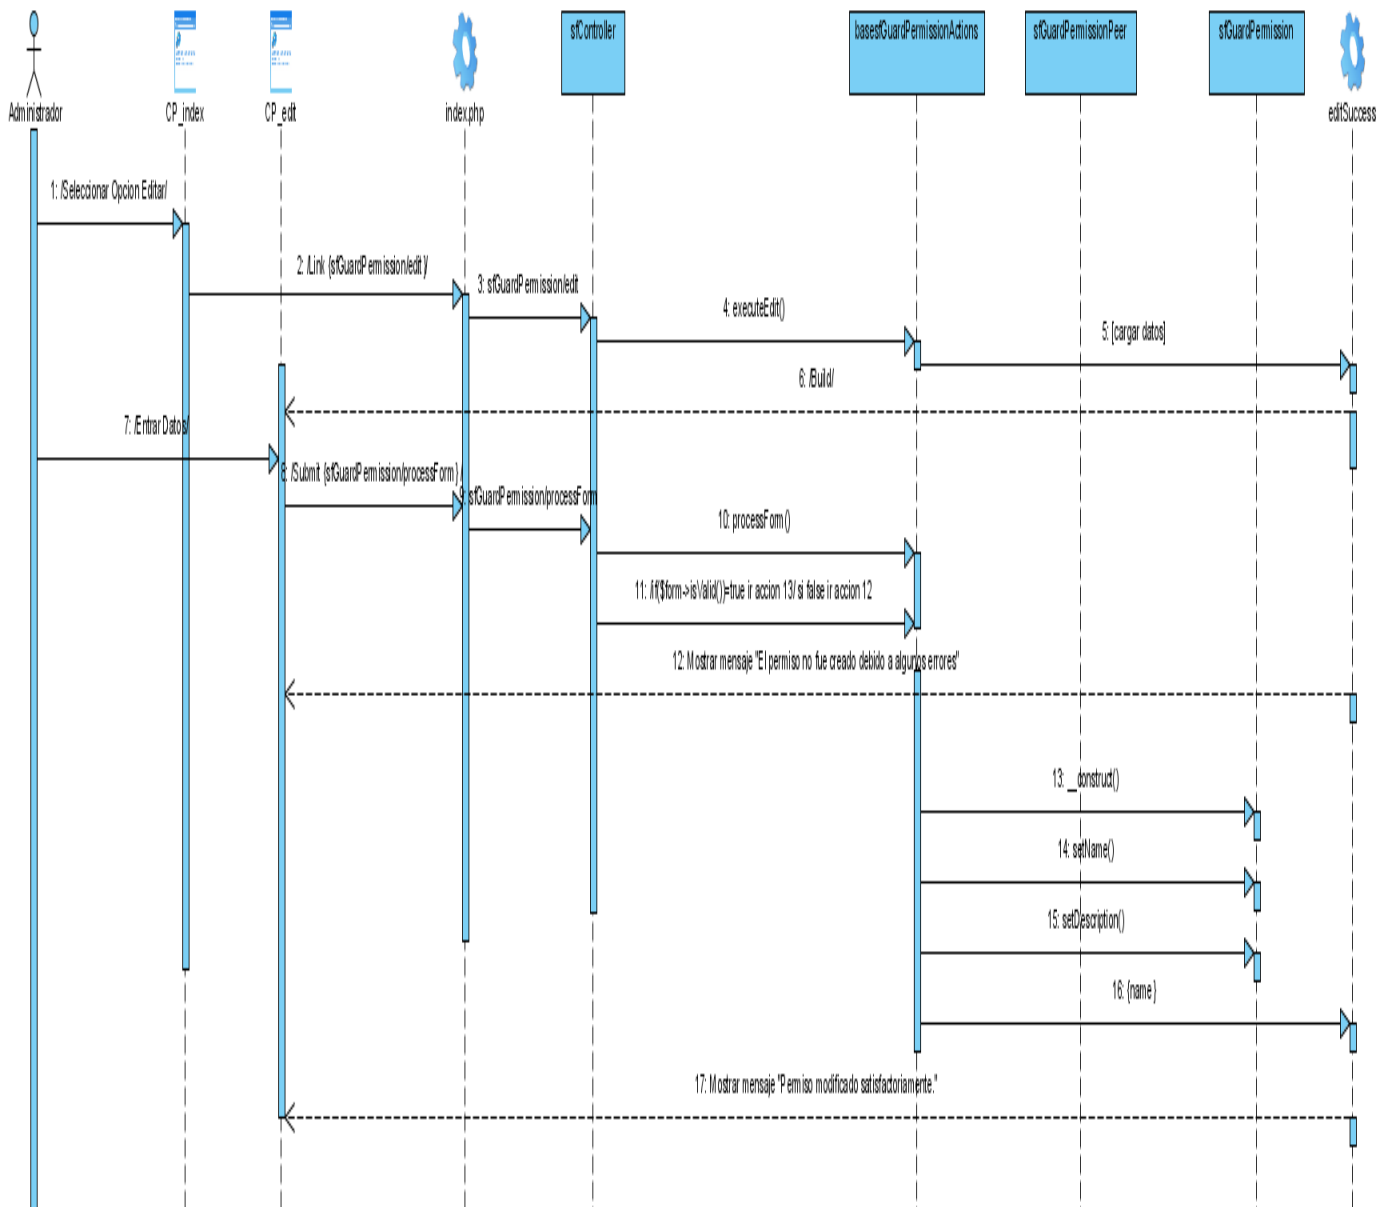 sfController
basesfGuardPermissionActions
sfGuardPermissionPeer
sfGuardPermission
Administrador
CP_index
CP_edit
index.php
editSuccess
1: /Seleccionar Opcion Editar/
2: /Link {sfGuardPermission/edit}/
3: sfGuardPermission/edit
4: executeEdit()
5: [cargar datos]
6: /Build/
7: /Entrar Datos/
8: /Submit {sfGuardPermission/processForm} /
9: sfGuardPermission/processForm
10: processForm()
11: /if($form->isValid())=true ir accion 13/ si false ir accion 12
12: Mostrar mensaje "El permiso no fue creado debido a algunos errores"
13: __construct()
14: setName()
15: setDescription()
16: {name}
17: Mostrar mensaje "Permiso modificado satisfactoriamente."